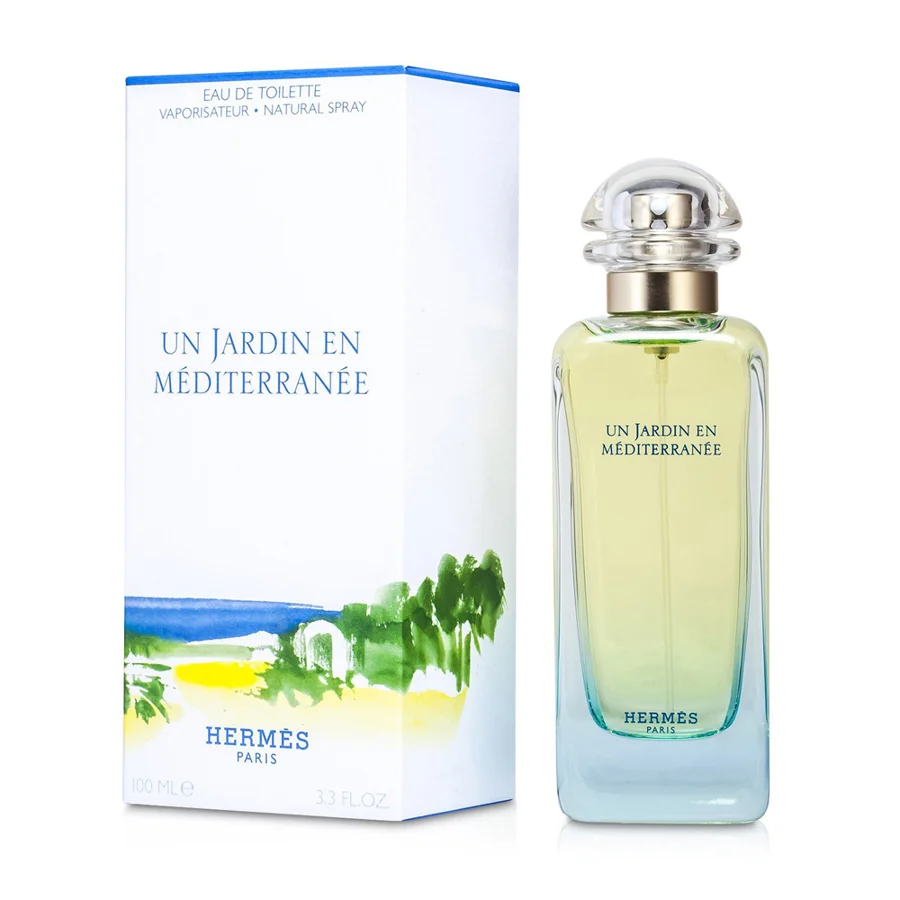 EAU DE TOILETTE
VAPORISATEUR • NATURAL SPRAY
UN JARDIN EN
MÉDITERRANÉE
HERMÈS
PARIS
100 ML ℮
3.3 FL.OZ.
UN JARDIN EN
MÉDITERRANÉE
HERMÈS
PARIS